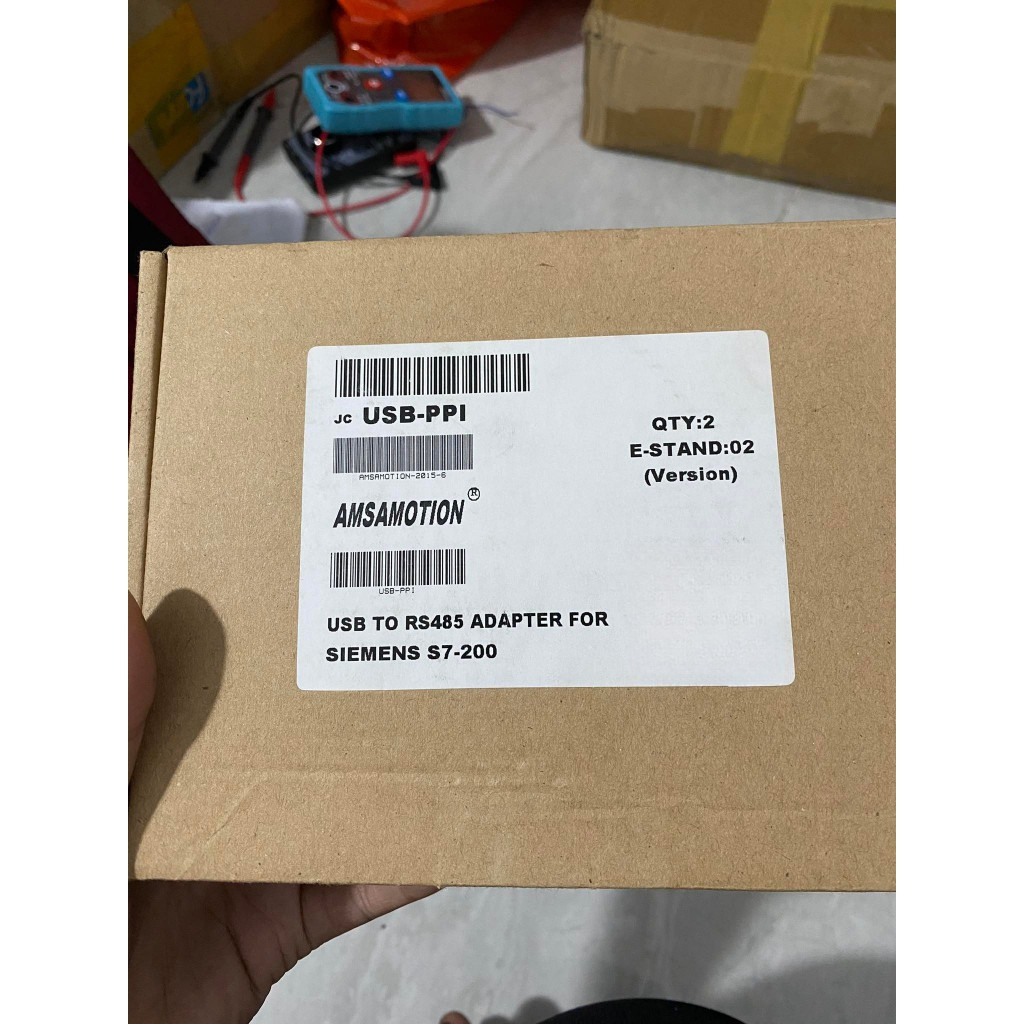 JC USB-PPI
AMSAMOTION-2015-6
AMSAMOTION®
USB-PPI
USB TO RS485 ADAPTER FOR
SIEMENS S7-200
QTY:2
E-STAND:02
(Version)